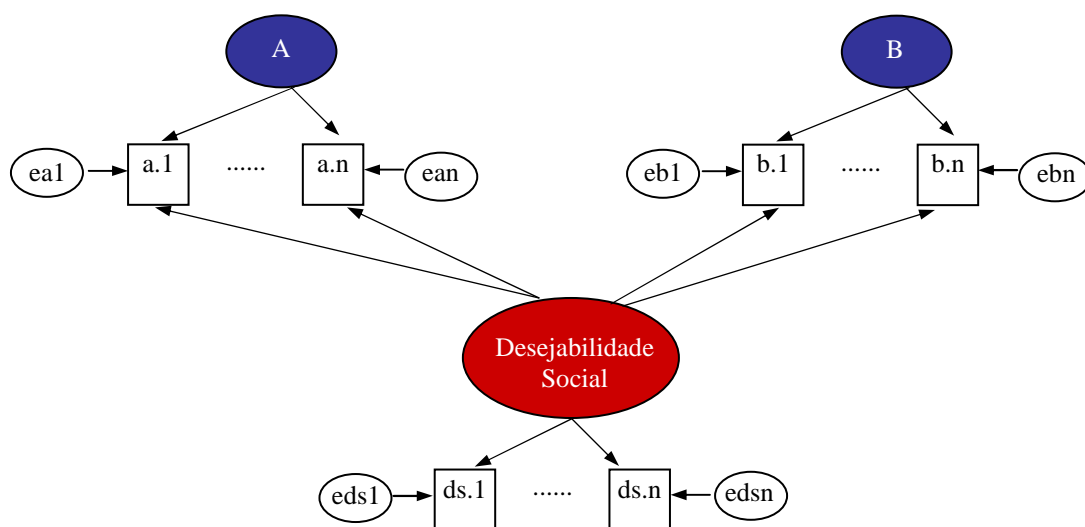 A
B
ea1
a.1
......
a.n
ean
eb1
b.1
......
b.n
ebn
Desejabilidade
Social
eds1
ds.1
......
ds.n
edsn